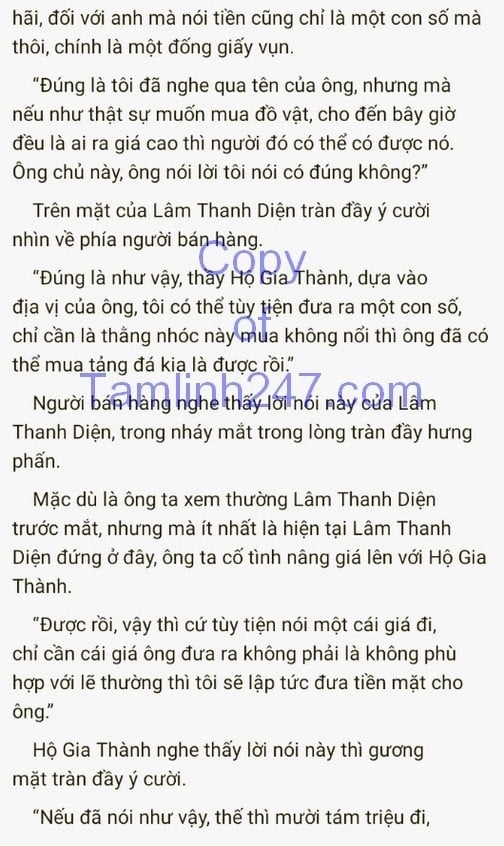 hãi, đối với anh mà nói tiền cũng chỉ là một con số mà
thôi, chính là một đống giấy vụn.
“Đúng là tôi đã nghe qua tên của ông, nhưng mà
nếu như thật sự muốn mua đồ vật, cho đến bây giờ
đều là ai ra giá cao thì người đó có thể có được nó.
Ông chủ này, ông nói lời tôi nói có đúng không?”
Trên mặt của Lâm Thanh Diện tràn đầy ý cười
nhìn về phía người bán hàng.
Copy
“Đúng là như vậy, thầy Hộ Gia Thành, dựa vào
địa vị của ông, tôi có thể tùy tiện đưa ra một con số,
of
chỉ cần là thằng nhóc này mua không nổi thì ông đã có
thể mua tảng đá kia là được rồi.”
Tamlinh247.com
Người bán hàng nghe thấy lời nói này của Lâm
Thanh Diện, trong nháy mắt trong lòng tràn đầy hưng
phấn.
Mặc dù là ông ta xem thường Lâm Thanh Diện
trước mắt, nhưng mà ít nhất là hiện tại Lâm Thanh
Diện đứng ở đây, ông ta cố tình nâng giá lên với Hộ Gia
Thành.
“Được rồi, vậy thì cứ tùy tiện nói một cái giá đi,
chỉ cần cái giá ông đưa ra không phải là không phù
hợp với lẽ thường thì tôi sẽ lập tức đưa tiền mặt cho
ông.”
Hộ Gia Thành nghe thấy lời nói này thì gương
mặt tràn đầy ý cười.
“Nếu đã nói như vậy, thế thì mười tám triệu đi,